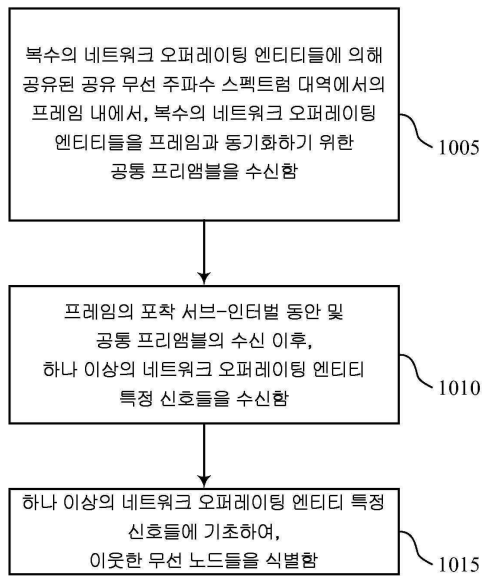 복수의 네트워크 오퍼레이팅 엔티티들에 의해
공유된 공유 무선 주파수 스펙트럼 대역에서의
프레임 내에서, 복수의 네트워크 오퍼레이팅
엔티티들을 프레임과 동기화하기 위한
공통 프리앰블을 수신함
1005
프레임의 포착 서브-인터벌 동안 및
공통 프리앰블의 수신 이후,
하나 이상의 네트워크 오퍼레이팅 엔티티
특정 신호들을 수신함
1010
하나 이상의 네트워크 오퍼레이팅 엔티티 특정
신호들에 기초하여,
이웃한 무선 노드들을 식별함
1015